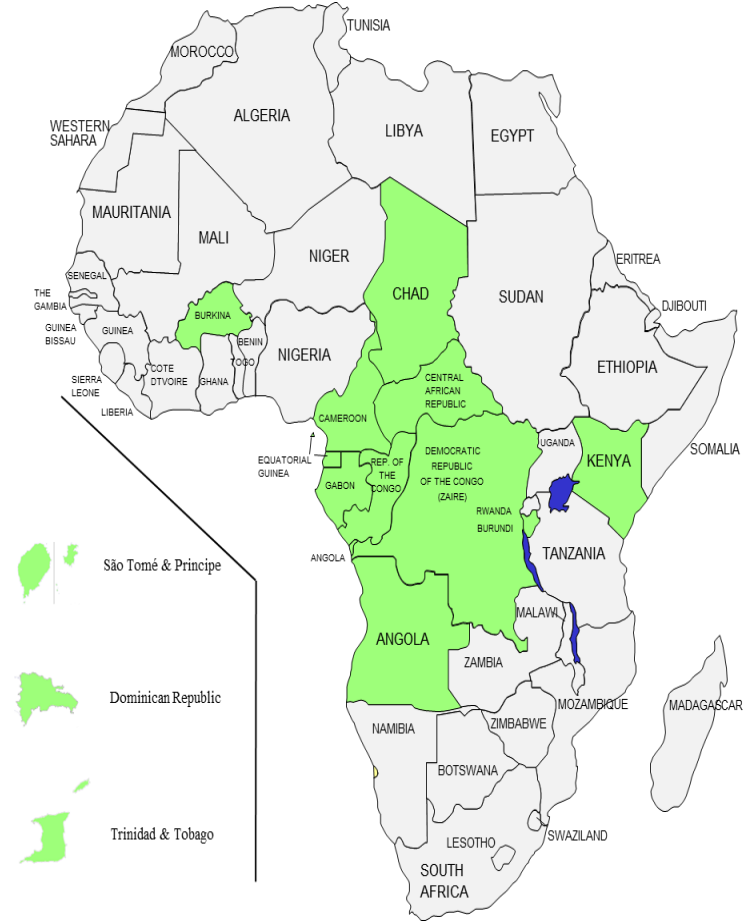 TUNISIA
MOROCCO
ALGERIA
LIBYA
EGYPT
WESTERN
SAHARA
MAURITANIA
MALI
NIGER
CHAD
SUDAN
ERITREA
DJIBOUTI
SENEGAL
THE
GAMBIA
GUINEA
BISSAU
GUINEA
BURKINA
BENIN
TOGO
NIGERIA
COTE
DTVOIRE
GHANA
SIERRA
LEONE
LIBERIA
ETHIOPIA
SOMALIA
CENTRAL
AFRICAN
REPUBLIC
CAMEROON
EQUATORIAL
GUINEA
GABON
REP. OF
THE
CONGO
DEMOCRATIC
REPUBLIC
OF THE CONGO
(ZAIRE)
UGANDA
KENYA
RWANDA
BURUNDI
TANZANIA
ANGOLA
São Tomé & Principe
ANGOLA
MALAWI
ZAMBIA
Dominican Republic
MOZAMBIQUE
MADAGASCAR
NAMIBIA
ZIMBABWE
BOTSWANA
Trinidad & Tobago
SWAZILAND
LESOTHO
SOUTH
AFRICA